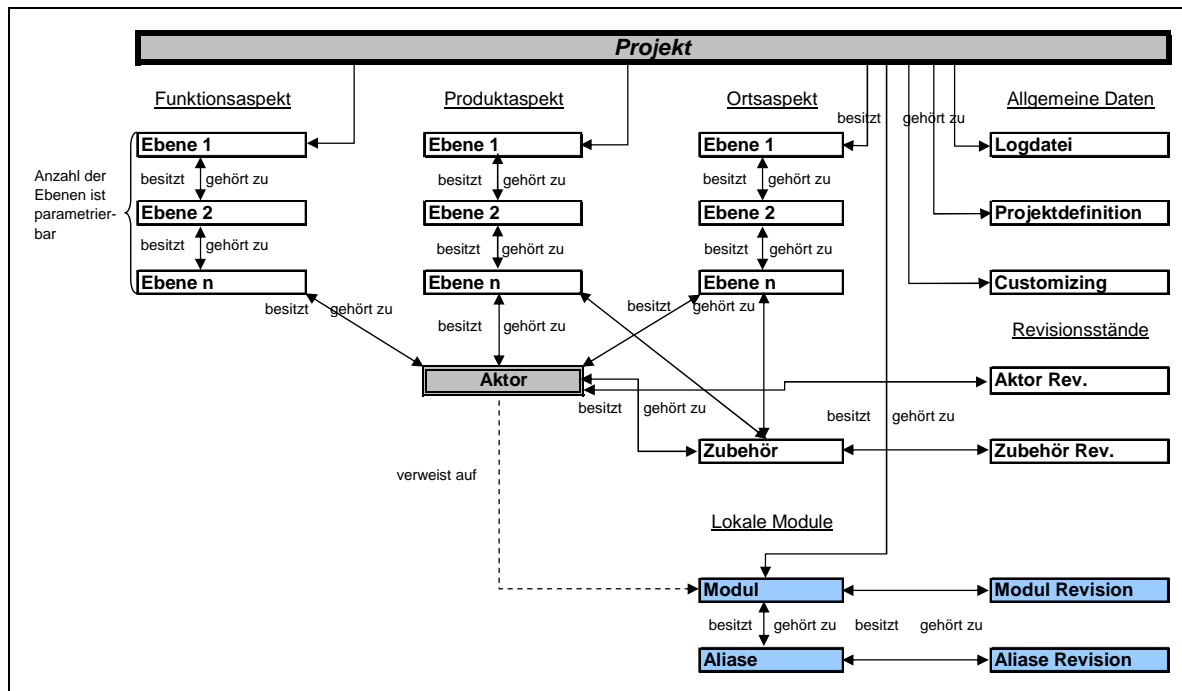 Projekt
Funktionsaspekt
Produktaspekt
Ortsaspekt
Allgemeine Daten
besitzt gehört zu
Ebene 1
Ebene 1
Ebene 1
Logdatei
Anzahl der
Ebenen ist
parametrier-
bar
besitzt gehört zu
besitzt gehört zu
besitzt gehört zu
Ebene 2
Ebene 2
Ebene 2
Projektdefinition
besitzt gehört zu
besitzt gehört zu
besitzt gehört zu
Ebene n
Ebene n
Ebene n
Customizing
besitzt gehört zu
besitzt gehört zu
besitzt gehört zu
Revisionsstände
Aktor
Aktor Rev.
besitzt gehört zu
besitzt gehört zu
Zubehör
Zubehör Rev.
verweist auf
Lokale Module
Modul
Modul Revision
besitzt gehört zu
besitzt gehört zu
Aliase
Aliase Revision